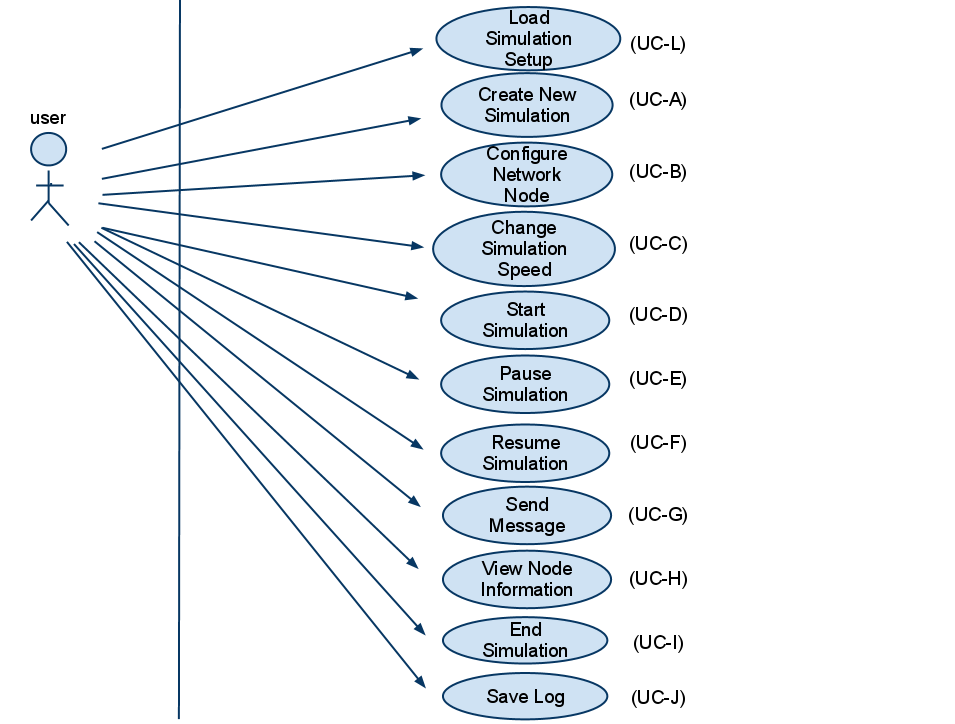 Load
Simulation
Setup
(UC-L)
Create New
Simulation
(UC-A)
user
Configure
Network
Node
(UC-B)
Change
Simulation
Speed
(UC-C)
Start
Simulation
(UC-D)
Pause
Simulation
(UC-E)
Resume
Simulation
(UC-F)
Send
Message
(UC-G)
View Node
Information
(UC-H)
End
Simulation
(UC-I)
Save Log
(UC-J)